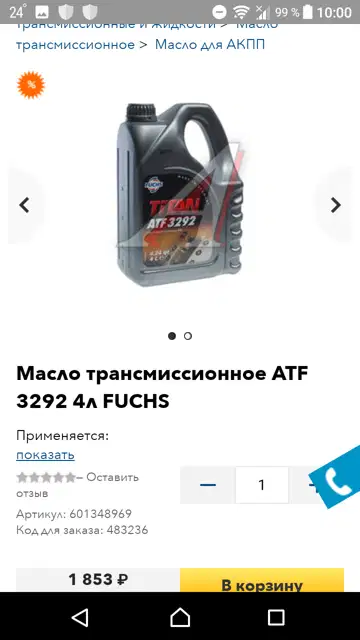 24°
99 %
10:00
трансмиссионные и жидкости > Масло
трансмиссионное > Масло для АКПП
%
FUCHS
TITAN
ATF 3292
Масло трансмиссионное ATF
3292 4л FUCHS
Применяется:
показать
– Оставить
отзыв
— 1 +
Артикул: 601348969
Код для заказа: 483236
1 853 ₽
В корзину